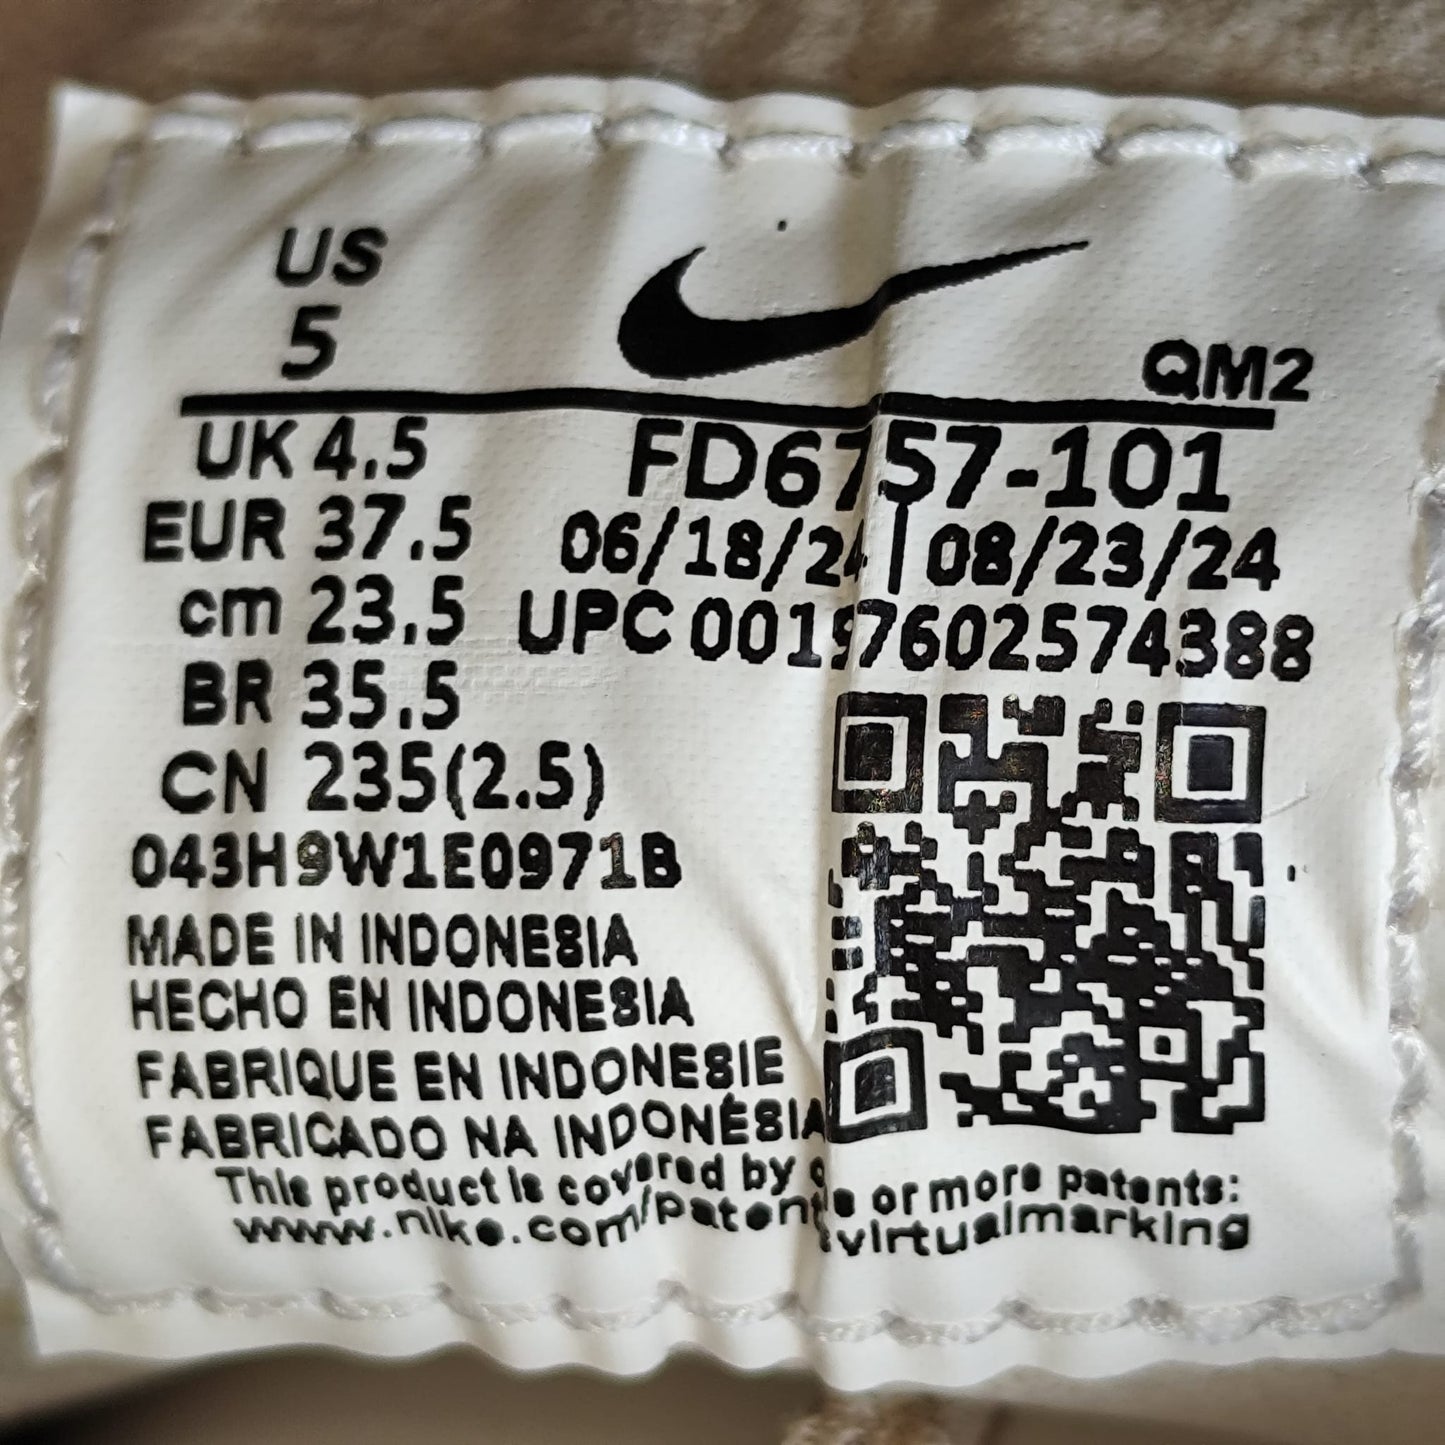 US
5
QM2
UK 4.5
EUR 37.5
cm 23.5
BR 35.5
CN 235(2.5)
FD6757-101
06/18/24 | 08/23/24
UPC 00197602574388
043H9W1E0971B
MADE IN INDONESIA
HECHO EN INDONESIA
FABRIQUE EN INDONESIE
FABRICADO NA INDONÉSIA
This product is covered by one or more patents:
www.nike.com/patents virtualmarking